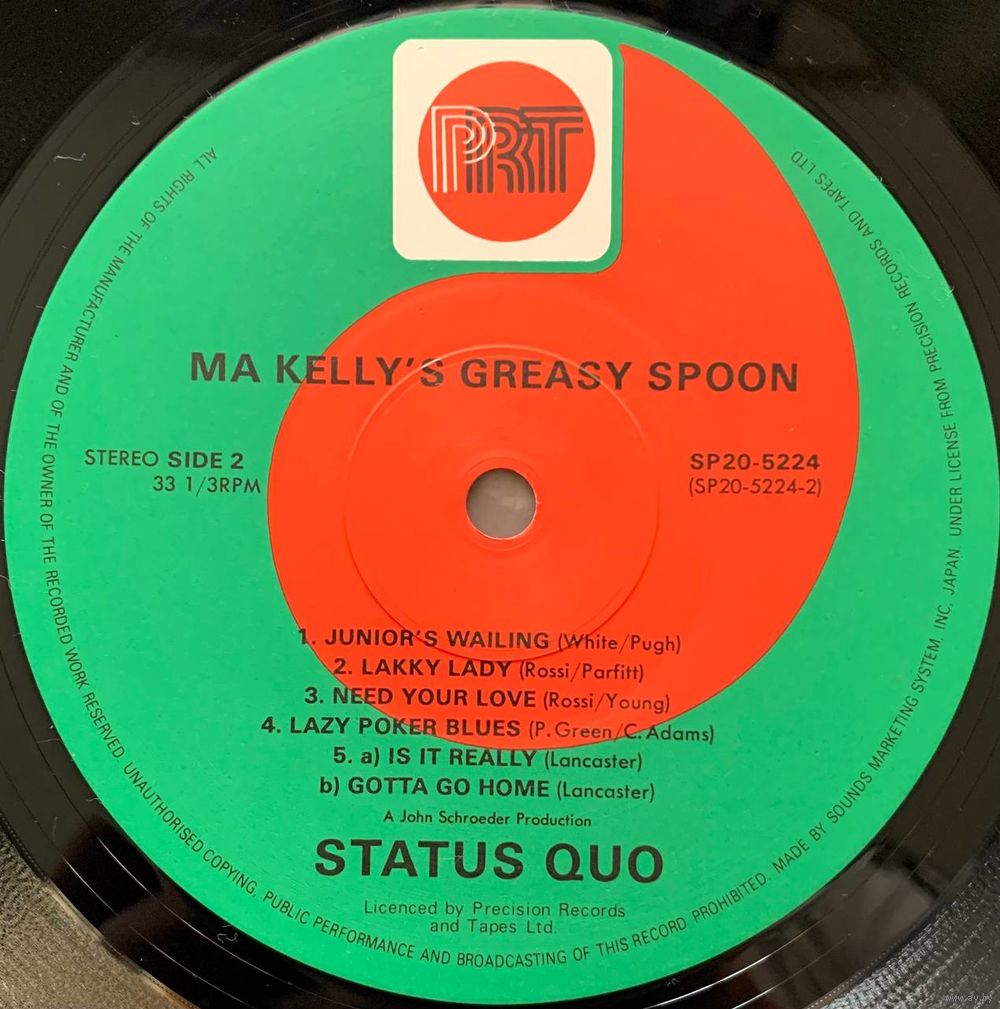 PRT
MA KELLY'S GREASY SPOON
STEREO SIDE 2
33 1/3RPM
SP20-5224
(SP20-5224-2)
1. JUNIOR'S WAILING (White/Pugh)
2. LAKKY LADY (Rossi/Parfitt)
3. NEED YOUR LOVE (Rossi/Young)
4. LAZY POKER BLUES (P. Green/C. Adams)
5. a) IS IT REALLY (Lancaster)
b) GOTTA GO HOME (Lancaster)
A John Schroeder Production
STATUS QUO
Licenced by Precision Records
and Tapes Ltd.
ALL RIGHTS OF THE MANUFACTURER AND OF THE OWNER OF THE RECORDED WORK RESERVED. UNAUTHORISED COPYING, PUBLIC PERFORMANCE AND BROADCASTING OF THIS RECORD PROHIBITED. MADE BY SOUNDS MARKETING SYSTEM, INC, JAPAN. UNDER LICENSE FROM PRECISION RECORDS AND TAPES LTD.
www.ay.by